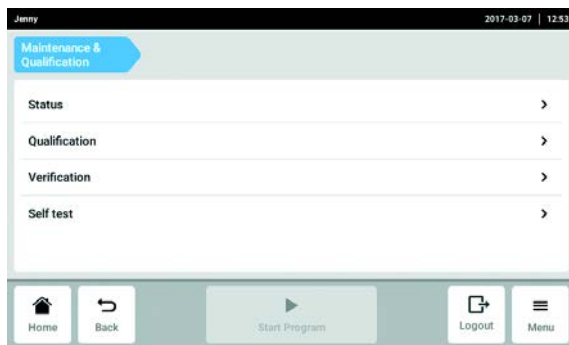 Jenny 2017-03-07 | 12:53
Maintenance &
Qualification
Status
Qualification
Verification
Self test
Home Back Start Program Logout Menu